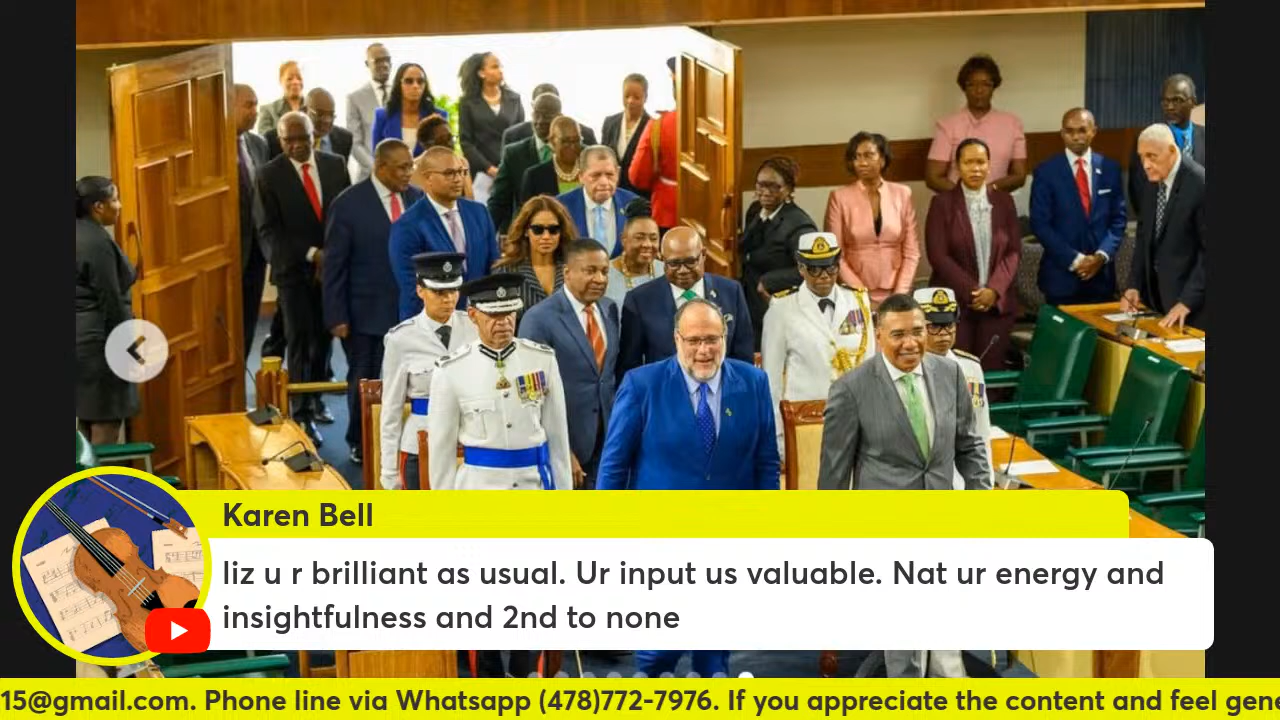 Karen Bell
liz u r brilliant as usual. Ur input us valuable. Nat ur energy and
insightfulness and 2nd to none
15@gmail.com. Phone line via Whatsapp (478)772-7976. If you appreciate the content and feel gene